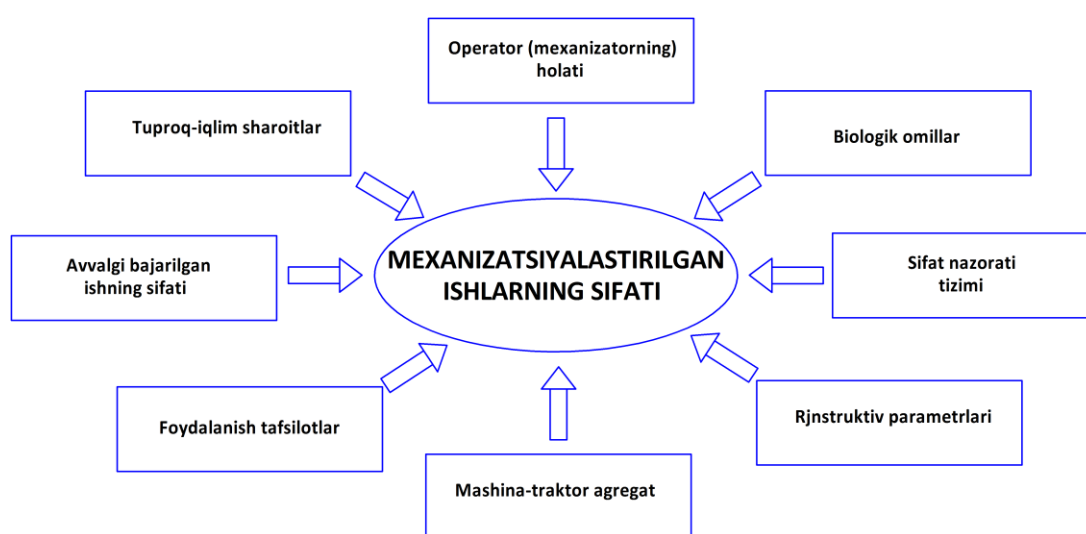 Operator (mexanizatorning)
holati
Tuproq-iqlim sharoitlar
Biologik omillar
MEXANIZATSIYALASTIRILGAN
ISHLARNING SIFATI
Avvalgi bajarilgan
ishning sifati
Sifat nazorati
tizimi
Foydalanish tafsilotlar
Rjnstruktiv parametrlari
Mashina-traktor agregat